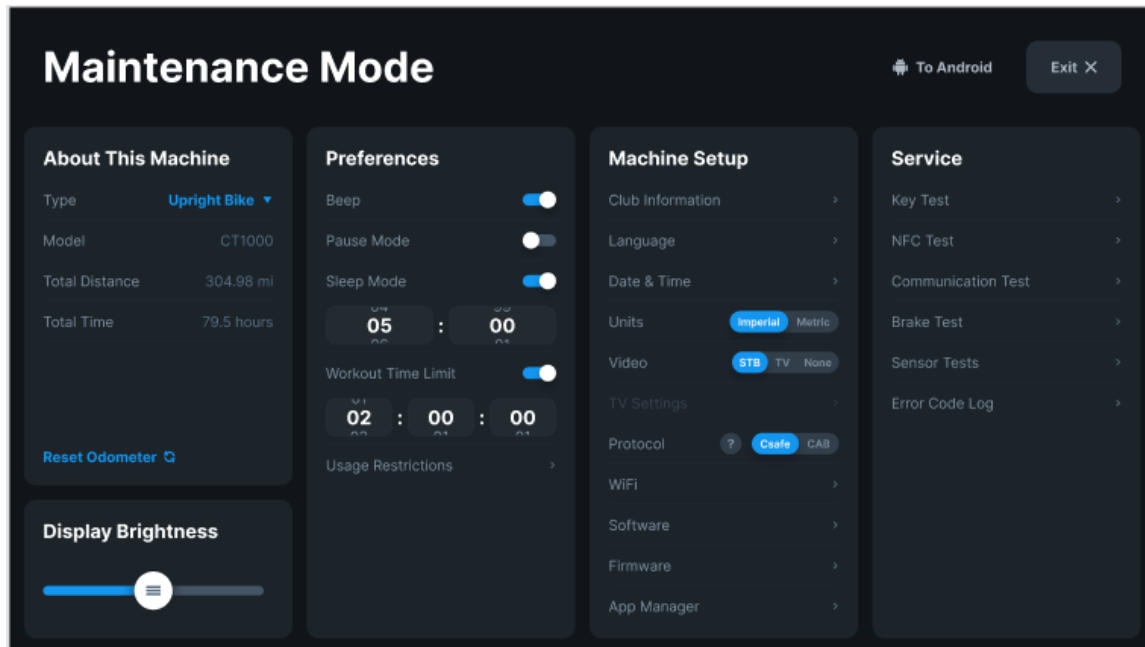 Maintenance Mode
To Android
Exit ×
About This Machine
Type Upright Bike
Model CT1000
Total Distance 304.98 mi
Total Time 79.5 hours
Reset Odometer
Display Brightness
Preferences
Beep
Pause Mode
Sleep Mode
05 : 00
06 01
Workout Time Limit
01
02 : 00 : 00
Usage Restrictions
Machine Setup
Club Information
Language
Date & Time
Units Imperial Metric
Video STB TV None
TV Settings
Protocol ? Csafe CAB
WiFi
Software
Firmware
App Manager
Service
Key Test
NFC Test
Communication Test
Brake Test
Sensor Tests
Error Code Log